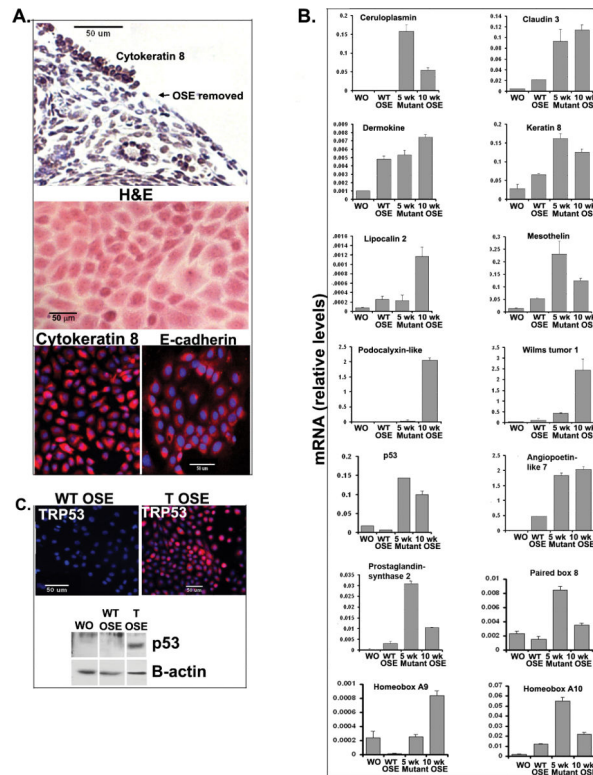 A.
50 um
Cytokeratin 8
OSE removed
H&E
50 µm
Cytokeratin 8 E-cadherin
C.
WT OSE T OSE
TRP53 TRP53
50 um
WO WT OSE T OSE
p53
B-actin
B.
mRNA (relative levels)
Ceruloplasmin
0.2
0.15
0.1
0.05
WO WT OSE 5 wk 10 wk
Mutant OSE
Claudin 3
0.14
0.12
0.10
0.08
0.06
0.04
0.02
0
WO WT OSE 5 wk 10 wk
Mutant OSE
Dermokine
0.009
0.008
0.007
0.006
0.005
0.004
0.003
0.002
0.001
0
WO WT OSE 5 wk 10 wk
Mutant OSE
Keratin 8
0.2
0.15
0.1
0.05
0
WO WT OSE 5 wk 10 wk
Mutant OSE
Lipocalin 2
.0016
.0014
.0012
.001
.0008
.0006
.0004
.0002
0
WO WT OSE 5 wk 10 wk
Mutant OSE
Mesothelin
0.3
0.25
0.2
0.15
0.1
0.05
0
WO WT OSE 5 wk 10 wk
Mutant OSE
Podocalyxin-like
2.5
2
1.5
1
0.5
0
WO WT OSE 5 wk 10 wk
Mutant OSE
Wilms tumor 1
3
2.5
2
1.5
1
0.5
0
WO WT OSE 5 wk 10 wk
Mutant OSE
p53
0.2
0.15
0.1
0.05
0
WO WT OSE 5 wk 10 wk
Mutant OSE
Angiopoetin-
like 7
2.5
2
1.5
1
.5
0
WO WT OSE 5 wk 10 wk
Mutant OSE
Prostaglandin-
synthase 2
0.035
0.03
0.025
0.02
0.015
0.01
0.005
0
WO WT OSE 5 wk 10 wk
Mutant OSE
Paired box 8
0.01
0.008
0.006
0.004
0.002
0
WO WT OSE 5 wk 10 wk
Mutant OSE
Homeobox A9
0.001
0.0008
0.0006
0.0004
0.0002
0
WO WT OSE 5 wk 10 wk
Mutant OSE
Homeobox A10
0.07
0.06
0.05
0.04
0.03
0.02
0.01
0
WO WT OSE 5 wk 10 wk
Mutant OSE